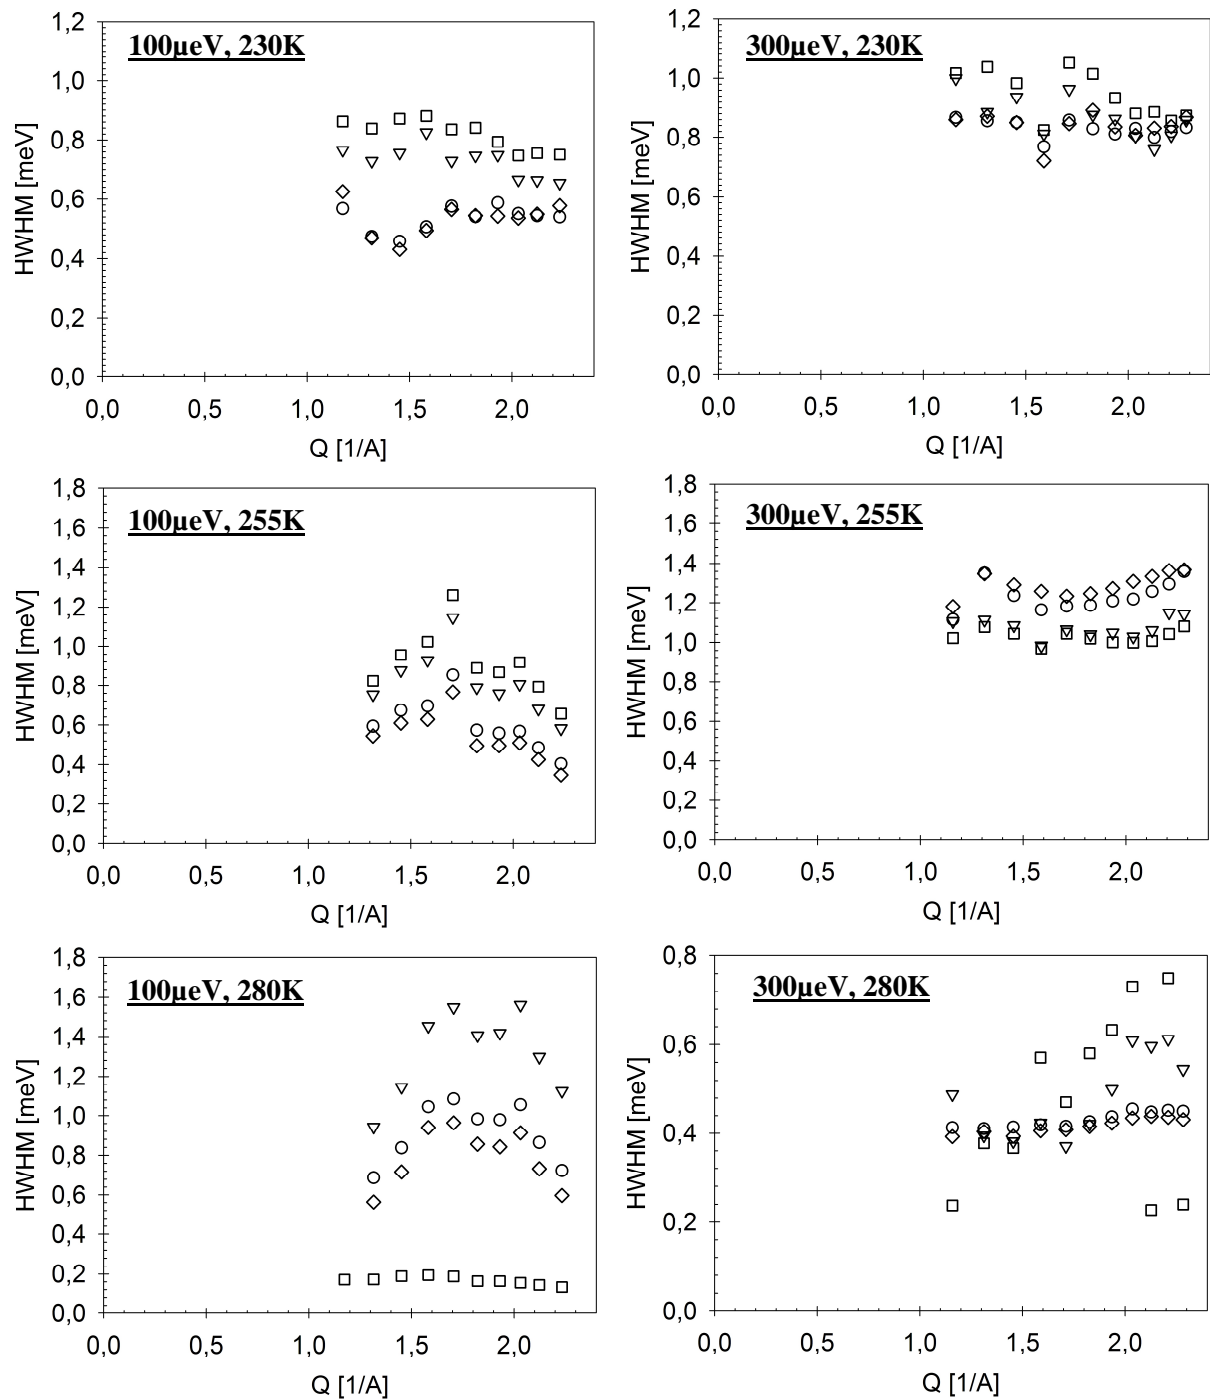 100µeV, 230K
HWHM [meV]
1,2
1,0
0,8
0,6
0,4
0,2
0,0
0,0 0,5 1,0 1,5 2,0
Q [1/A]
300µeV, 230K
HWHM [meV]
1,2
1,0
0,8
0,6
0,4
0,2
0,0
0,0 0,5 1,0 1,5 2,0
Q [1/A]
100µeV, 255K
HWHM [meV]
1,8
1,6
1,4
1,2
1,0
0,8
0,6
0,4
0,2
0,0
0,0 0,5 1,0 1,5 2,0
Q [1/A]
300µeV, 255K
HWHM [meV]
1,8
1,6
1,4
1,2
1,0
0,8
0,6
0,4
0,2
0,0
0,0 0,5 1,0 1,5 2,0
Q [1/A]
100µeV, 280K
HWHM [meV]
1,8
1,6
1,4
1,2
1,0
0,8
0,6
0,4
0,2
0,0
0,0 0,5 1,0 1,5 2,0
Q [1/A]
300µeV, 280K
HWHM [meV]
0,8
0,6
0,4
0,2
0,0
0,0 0,5 1,0 1,5 2,0
Q [1/A]